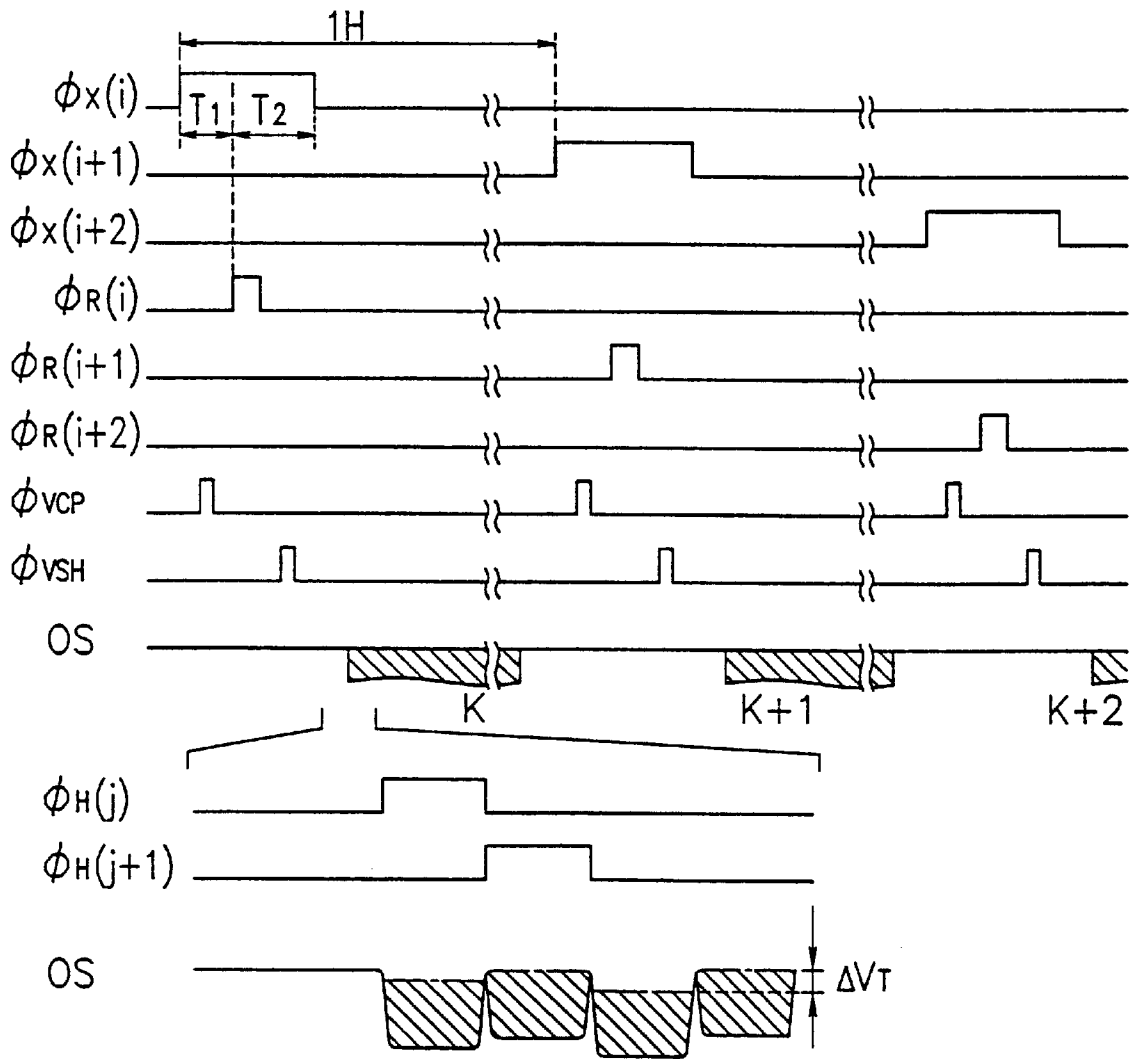 1H
ϕX(i)
T1 T2
ϕX(i+1)
ϕX(i+2)
ϕR(i)
ϕR(i+1)
ϕR(i+2)
ϕVCP
ϕVSH
OS
K K+1 K+2
ϕH(j)
ϕH(j+1)
OS
ΔVT